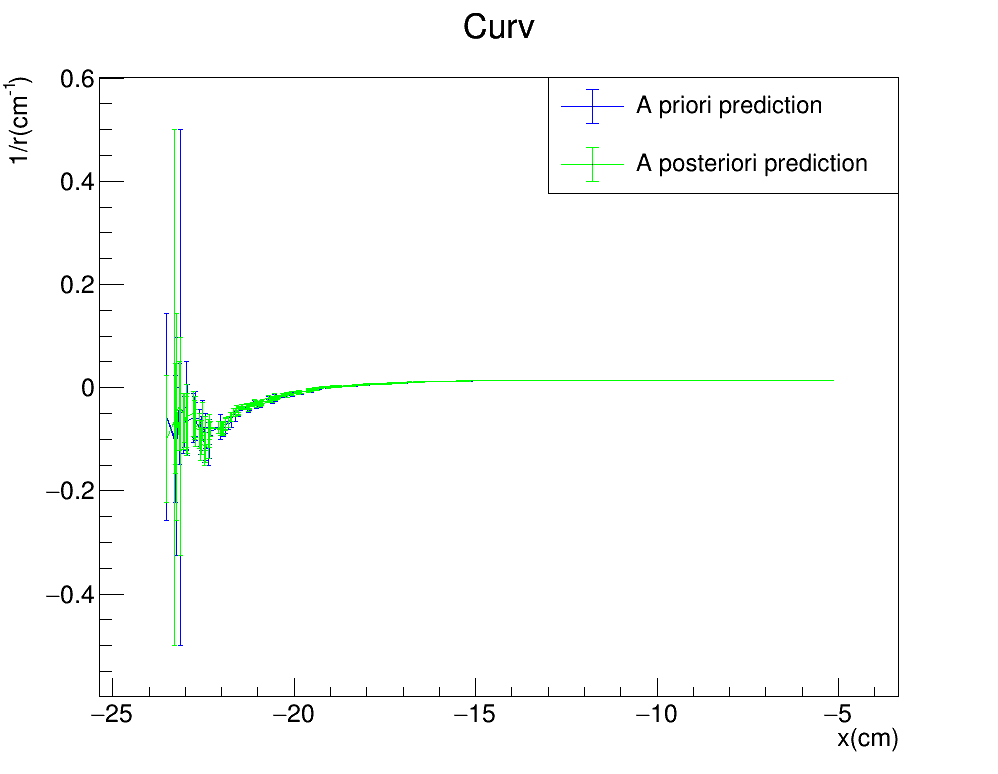 Curv
1/r(cm⁻¹)
0.6
0.4
0.2
0
−0.2
−0.4
A priori prediction
A posteriori prediction
−25 −20 −15 −10 −5
x(cm)